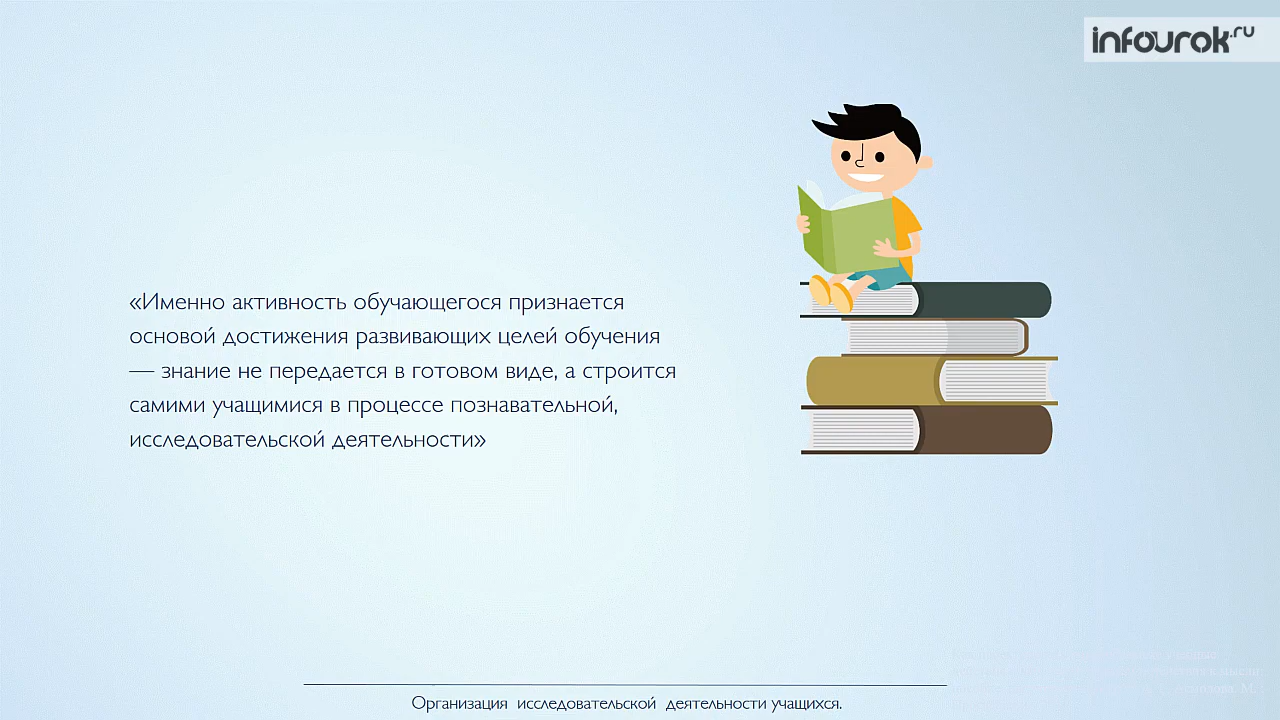 infourok.ru
«Именно активность обучающегося признается
основой достижения развивающих целей обучения
— знание не передается в готовом виде, а строится
самими учащимися в процессе познавательной,
исследовательской деятельности»
Организация исследовательской деятельности учащихся.